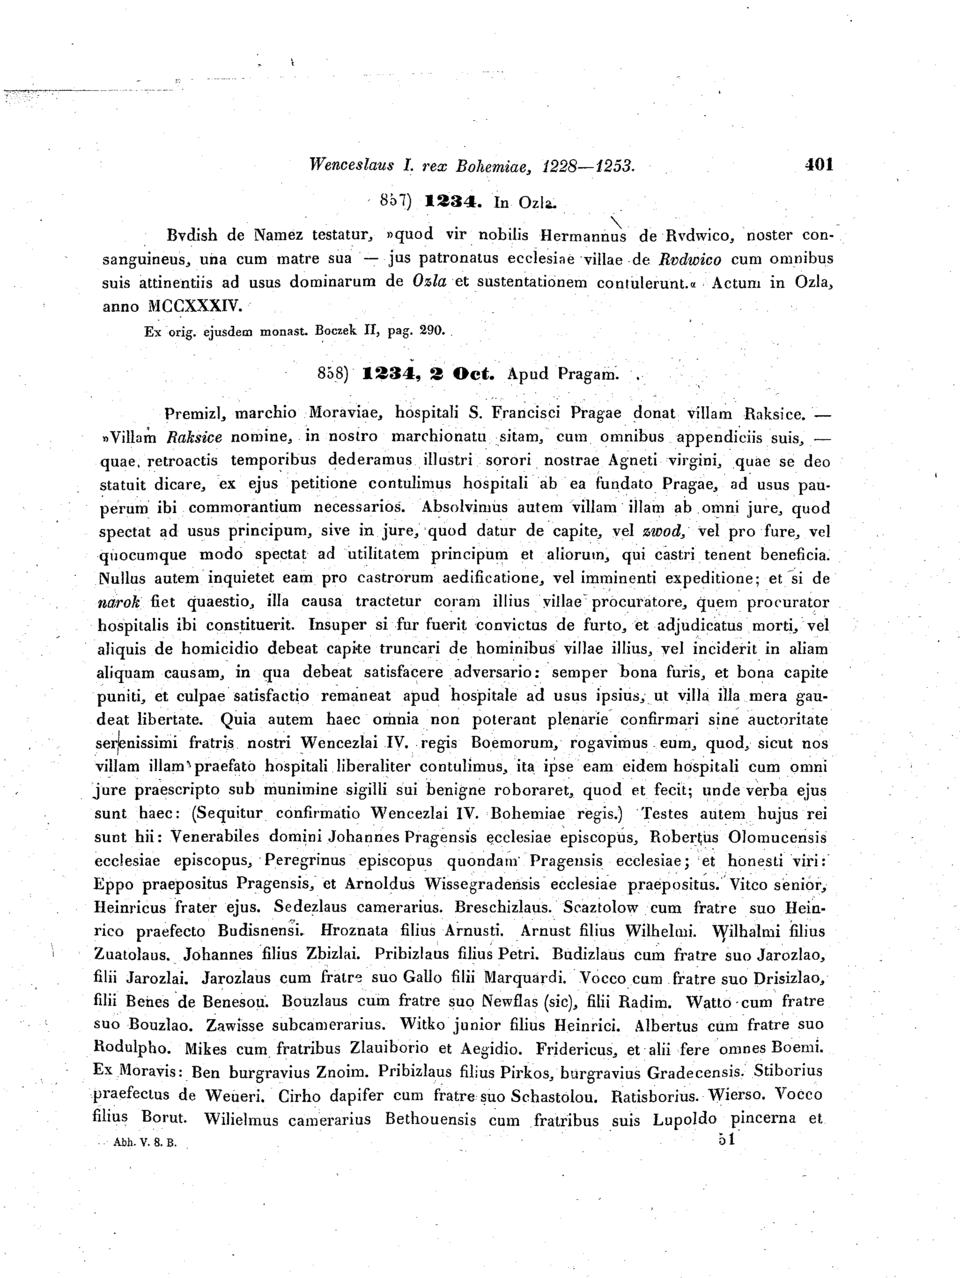 Wenceslaus I. rex Bohemiae, 1228—1253. 401
857) 1234. In Ozla.
Bvdish de Namez testatur, »quod vir nobilis Hermannus de Rvdwico, noster con-
sanguineus, una cum matre sua — jus patronatus ecclesiae villae de Rvdwico cum omnibus
suis attinentiis ad usus dominarum de Ozla et sustentationem contulerunt.« Actum in Ozla,
anno MCCXXXIV.
Ex orig. ejusdem monast. Boczek II, pag. 290.
858) 1234, 2 Oct. Apud Pragam.
Premizl, marchio Moraviae, hospitali S. Francisci Pragae donat villam Raksice. —
»Villam Raksice nomine, in nostro marchionatu sitam, cum omnibus appendiciis suis, —
quae, retroactis temporibus dederamus illustri sorori nostrae Agneti virgini, quae se deo
statuit dicare, ex ejus petitione contulimus hospitali ab ea fundato Pragae, ad usus pau-
perum ibi commorantium necessarios. Absolvimus autem villam illam ab omni jure, quod
spectat ad usus principum, sive in jure, quod datur de capite, vel zwod, vel pro fure, vel
quocumque modo spectat ad utilitatem principum et aliorum, qui castri tenent beneficia.
Nullus autem inquietet eam pro castrorum aedificatione, vel imminenti expeditione; et si de
narok fiet quaestio, illa causa tractetur coram illius villae procuratore, quem procurator
hospitalis ibi constituerit. Insuper si fur fuerit convictus de furto, et adjudicatus morti, vel
aliquis de homicidio debeat capite truncari de hominibus villae illius, vel inciderit in aliam
aliquam causam, in qua debeat satisfacere adversario: semper bona furis, et bona capite
puniti, et culpae satisfactio remaneat apud hospitale ad usus ipsius, ut villa illa mera gau-
deat libertate. Quia autem haec omnia non poterant plenarie confirmari sine auctoritate
serenissimi fratris nostri Wencezlai IV. regis Boemorum, rogavimus eum, quod, sicut nos
villam illam praefato hospitali liberaliter contulimus, ita ipse eam eidem hospitali cum omni
jure praescripto sub munimine sigilli sui benigne roboraret, quod et fecit; unde verba ejus
sunt haec: (Sequitur confirmatio Wencezlai IV. Bohemiae regis.) Testes autem hujus rei
sunt hii: Venerabiles domini Johannes Pragensis ecclesiae episcopus, Robertus Olomucensis
ecclesiae episcopus, Peregrinus episcopus quondam Pragensis ecclesiae; et honesti viri:
Eppo praepositus Pragensis, et Arnoldus Wissegradensis ecclesiae praepositus. Vitco senior,
Heinricus frater ejus. Sedezlaus camerarius. Breschizlaus. Scaztolow cum fratre suo Hein-
rico praefecto Budisnensi. Hroznata filius Arnusti. Arnust filius Wilhelmi. Wilhalmi filius
Zuatolaus. Johannes filius Zbizlai. Pribizlaus filius Petri. Budizlaus cum fratre suo Jarozlao,
filii Jarozlai. Jarozlaus cum fratre suo Gallo filii Marquardi. Vocco cum fratre suo Drisizlao,
filii Benes de Benesou. Bouzlaus cum fratre suo Newflas (sic), filii Radim. Watto cum fratre
suo Bouzlao. Zawisse subcamerarius. Witko junior filius Heinrici. Albertus cum fratre suo
Rodulpho. Mikes cum fratribus Zlauiborio et Aegidio. Fridericus, et alii fere omnes Boemi.
Ex Moravis: Ben burgravius Znoim. Pribizlaus filius Pirkos, burgravius Gradecensis. Stiborius
praefectus de Weueri. Cirho dapifer cum fratre suo Schastolou. Ratisborius. Wierso. Vocco
filius Borut. Wilielmus camerarius Bethouensis cum fratribus suis Lupoldo pincerna et
Abh. V. 8. B. 51